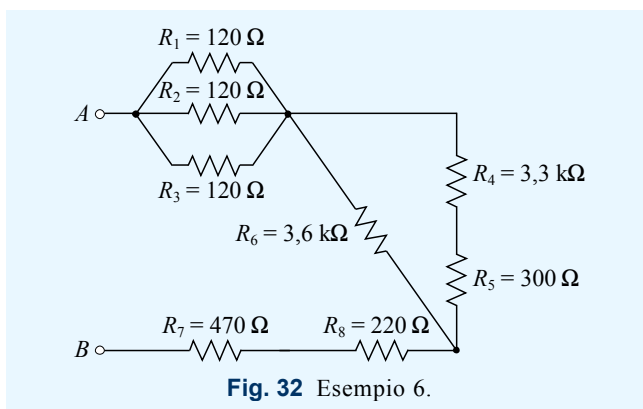 R₁ = 120 Ω
R₂ = 120 Ω
A
R₃ = 120 Ω
R₄ = 3,3 kΩ
R₆ = 3,6 kΩ
R₅ = 300 Ω
R₇ = 470 Ω
R₈ = 220 Ω
B
Fig. 32 Esempio 6.